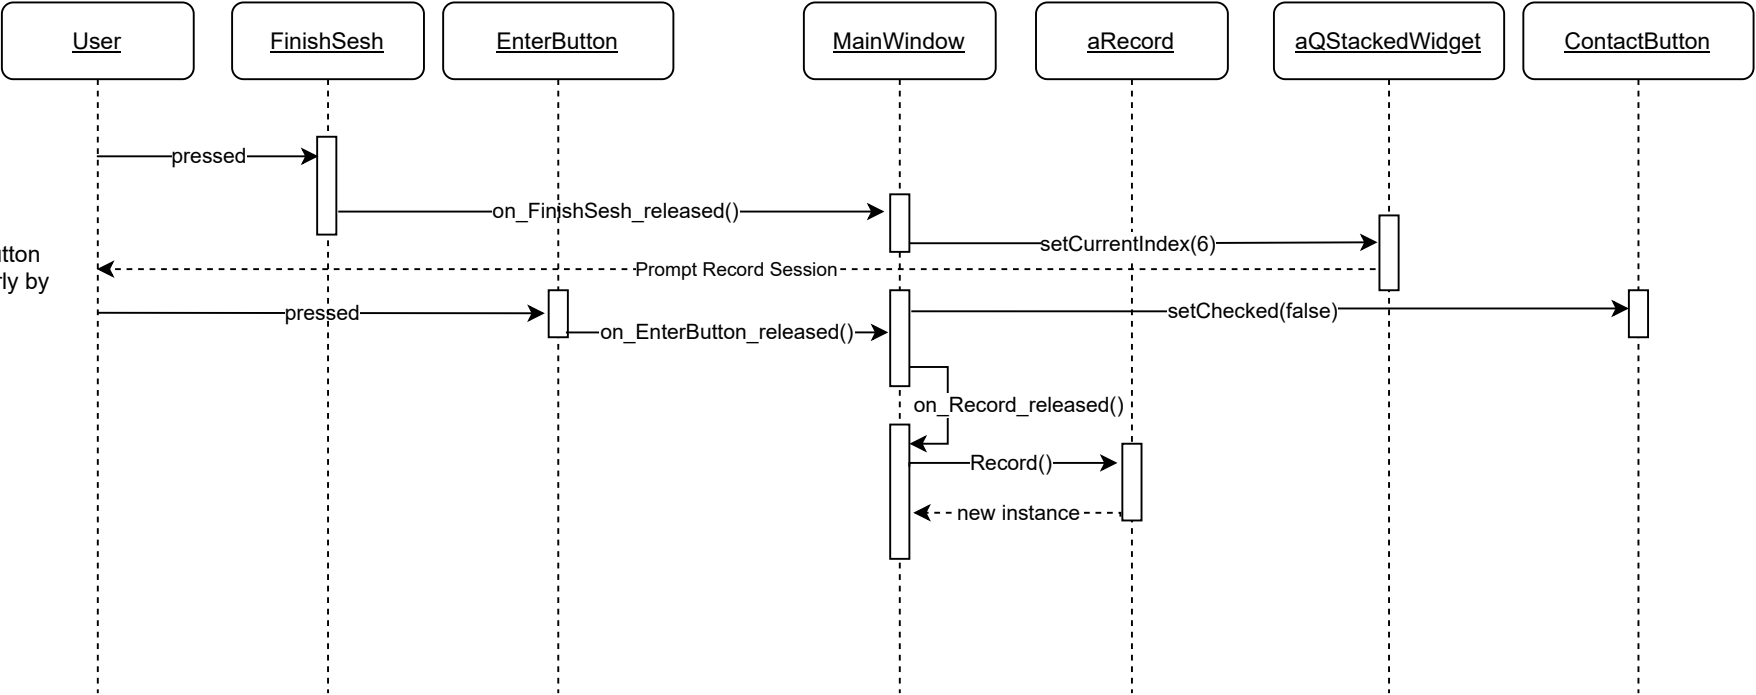 User
FinishSesh
EnterButton
MainWindow
aRecord
aQStackedWidget
ContactButton
pressed
on_FinishSesh_released()
setCurrentIndex(6)
Prompt Record Session
by
pressed
setChecked(false)
on_EnterButton_released()
on_Record_released()
Record()
new instance